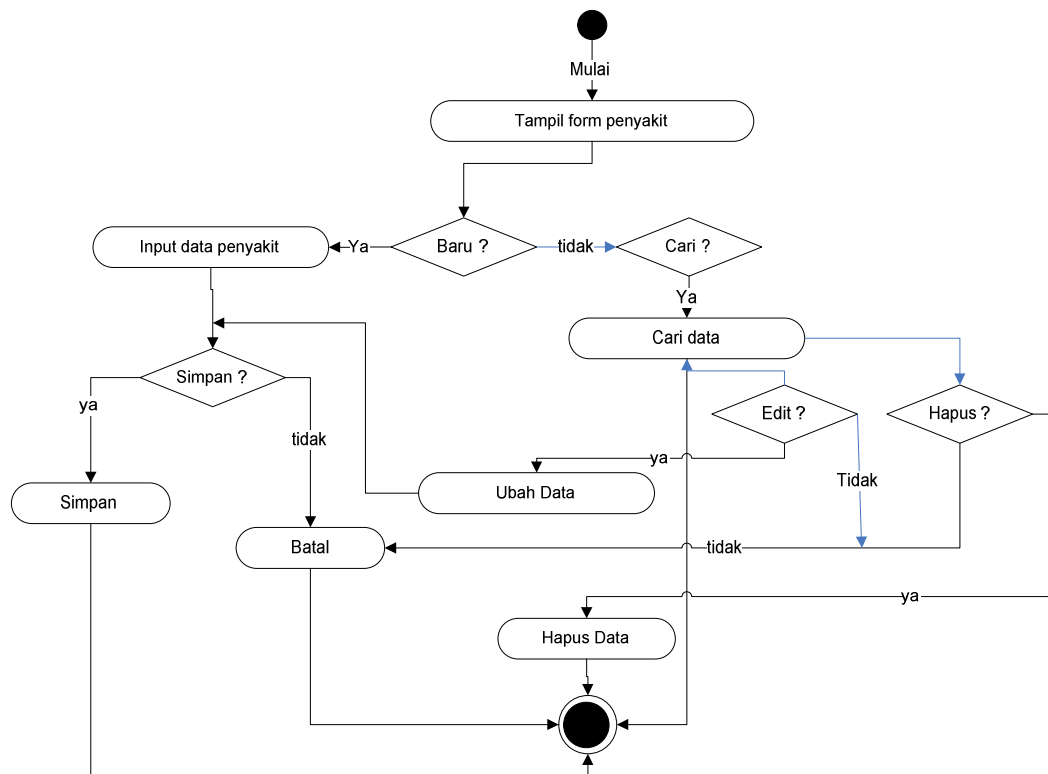 Mulai
Tampil form penyakit
Input data penyakit
Ya
Baru ?
tidak
Cari ?
Ya
Cari data
Simpan ?
ya
tidak
Edit ?
Hapus ?
ya
Tidak
Ubah Data
Simpan
Batal
tidak
ya
Hapus Data